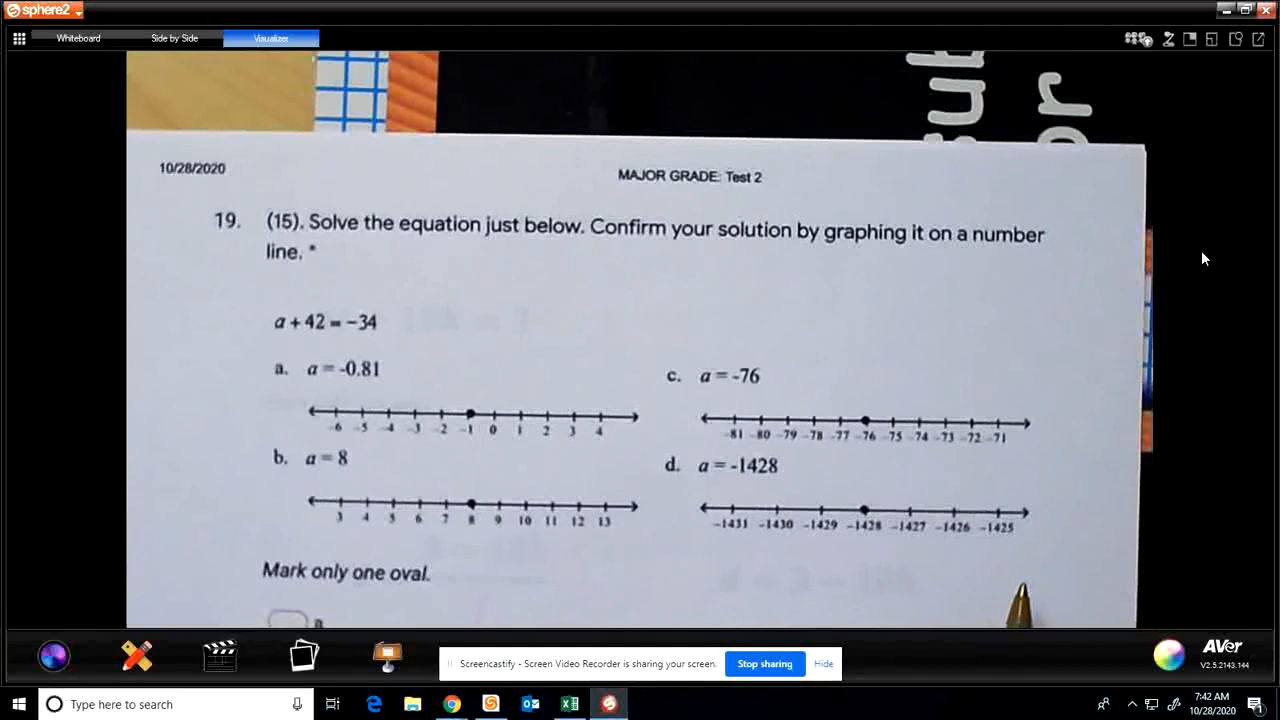 sphere2
Whiteboard
Side by Side
Visualizer
10/28/2020
MAJOR GRADE: Test 2
19. (15). Solve the equation just below. Confirm your solution by graphing it on a number
line. *
a + 42 = −34
a. a = -0.81
-6 -5 -4 -3 -2 -1 0 1 2 3 4
b. a = 8
3 4 5 6 7 8 9 10 11 12 13
c. a = -76
-81 -80 -79 -78 -77 -76 -75 -74 -73 -72 -71
d. a = -1428
-1431 -1430 -1429 -1428 -1427 -1426 -1425
Mark only one oval.
a
Screencastify - Screen Video Recorder is sharing your screen.
Stop sharing
Hide
AVer
V2.5.2143.144
Type here to search
:42 AM
10/28/2020